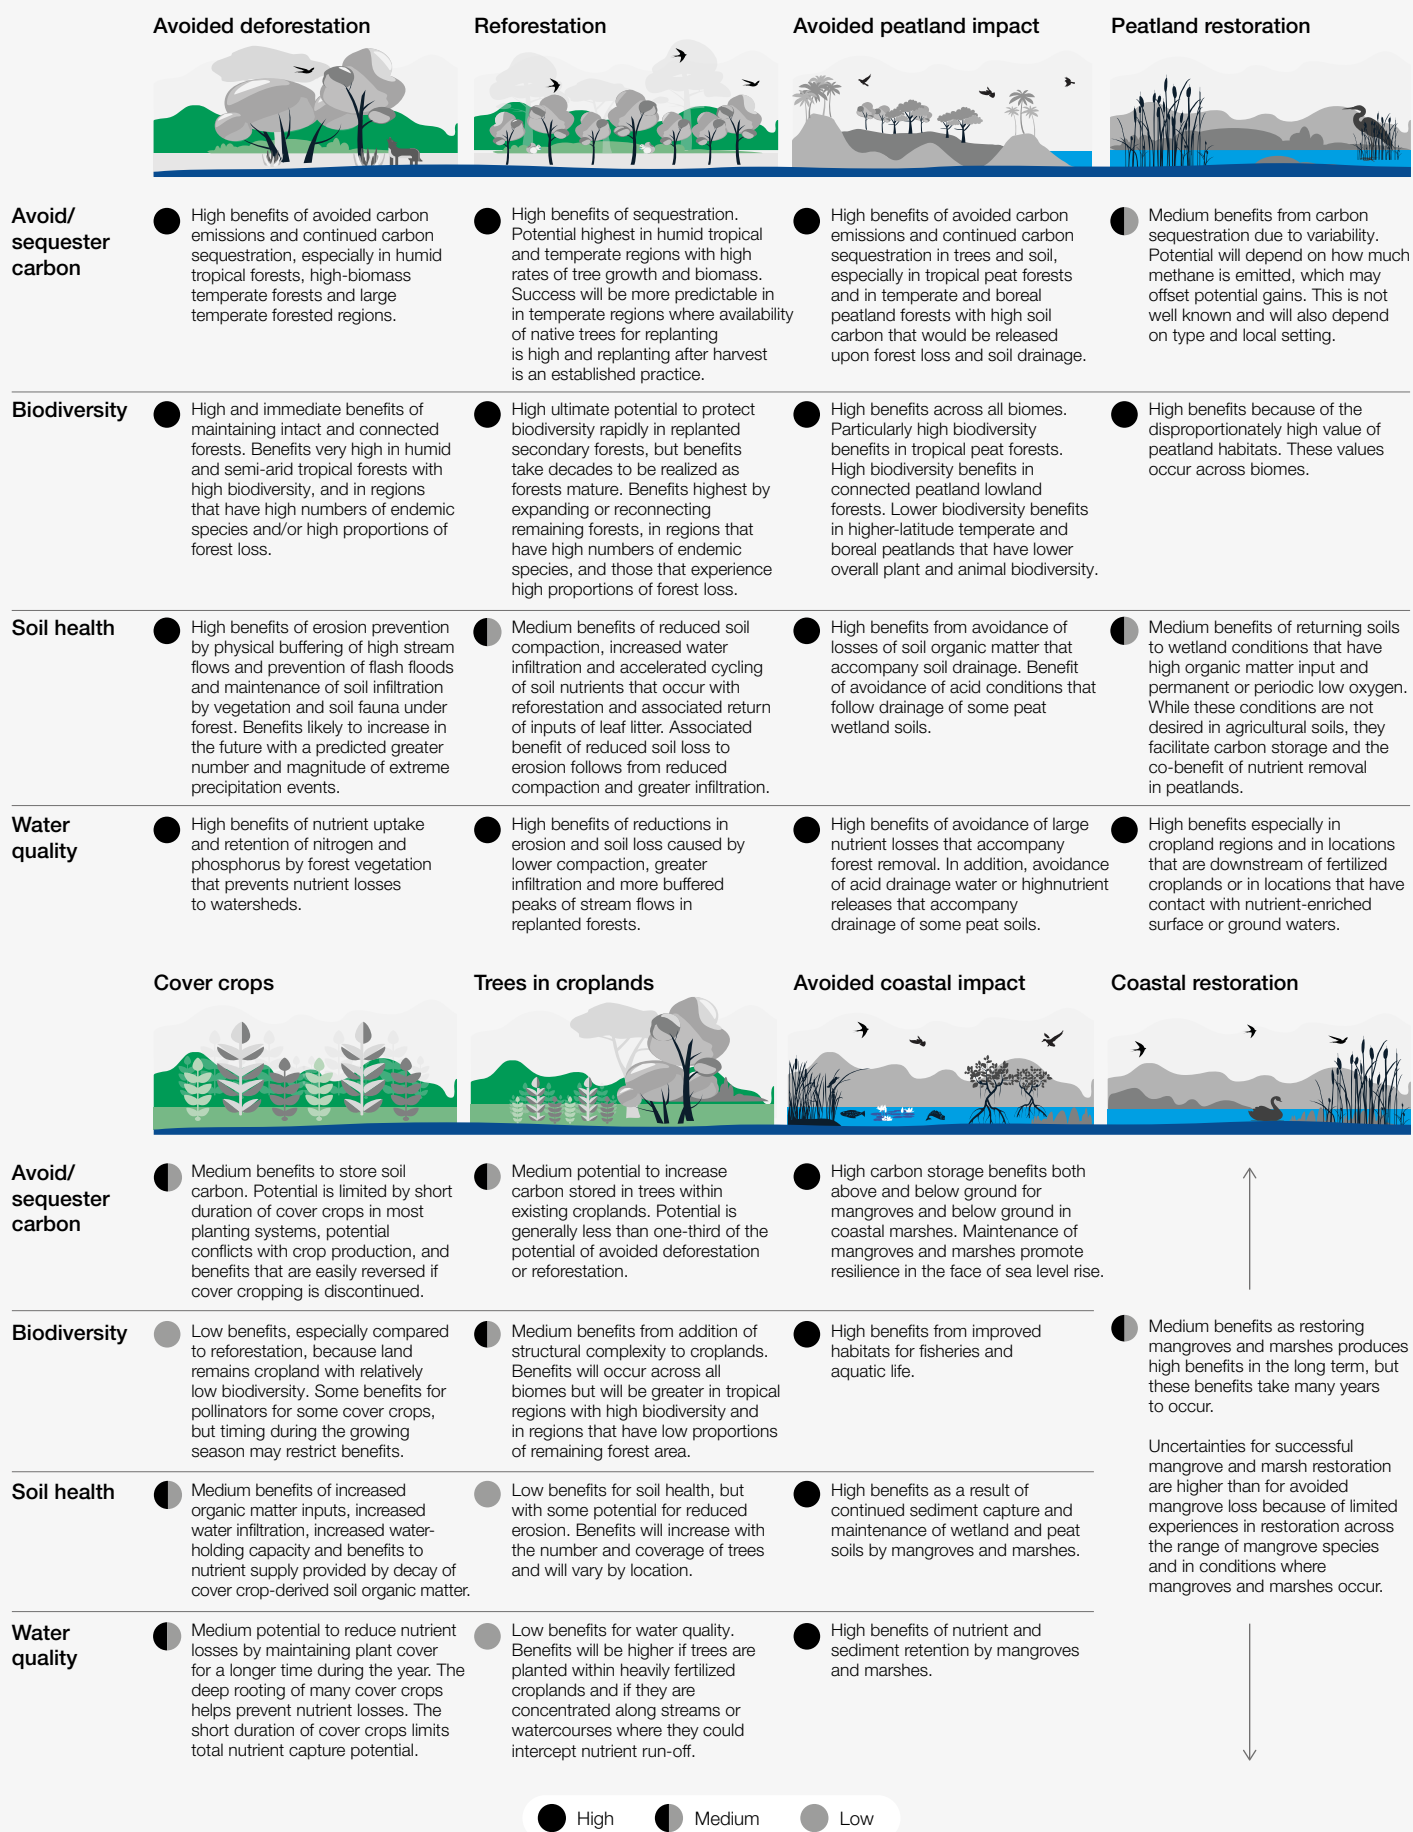 Avoided deforestation
Reforestation
Avoided peatland impact
Peatland restoration
Avoid/
sequester
carbon
High benefits of avoided carbon
emissions and continued carbon
sequestration, especially in humid
tropical forests, high-biomass
temperate forests and large
temperate forested regions.
High benefits of sequestration.
Potential highest in humid tropical
and temperate regions with high
rates of tree growth and biomass.
Success will be more predictable in
in temperate regions where availability
of native trees for replanting
is high and replanting after harvest
is an established practice.
High benefits of avoided carbon
emissions and continued carbon
sequestration in trees and soil,
especially in tropical peat forests
and in temperate and boreal
peatland forests with high soil
carbon that would be released
upon forest loss and soil drainage.
Medium benefits from carbon
sequestration due to variability.
Potential will depend on how much
methane is emitted, which may
offset potential gains. This is not
well known and will also depend
on type and local setting.
Biodiversity
High and immediate benefits of
maintaining intact and connected
forests. Benefits very high in humid
and semi-arid tropical forests with
high biodiversity, and in regions
that have high numbers of endemic
species and/or high proportions of
forest loss.
High ultimate potential to protect
biodiversity rapidly in replanted
secondary forests, but benefits
take decades to be realized as
forests mature. Benefits highest by
expanding or reconnecting
remaining forests, in regions that
have high numbers of endemic
species, and those that experience
high proportions of forest loss.
High benefits across all biomes.
Particularly high biodiversity
benefits in tropical peat forests.
High biodiversity benefits in
connected peatland lowland
forests. Lower biodiversity benefits
in higher-latitude temperate and
boreal peatlands that have lower
overall plant and animal biodiversity.
High benefits because of the
disproportionately high value of
peatland habitats. These values
occur across biomes.
Soil health
High benefits of erosion prevention
by physical buffering of high stream
flows and prevention of flash floods
and maintenance of soil infiltration
by vegetation and soil fauna under
forest. Benefits likely to increase in
the future with a predicted greater
number and magnitude of extreme
precipitation events.
Medium benefits of reduced soil
compaction, increased water
infiltration and accelerated cycling
of soil nutrients that occur with
reforestation and associated return
of inputs of leaf litter. Associated
benefit of reduced soil loss to
erosion follows from reduced
compaction and greater infiltration.
High benefits from avoidance of
losses of soil organic matter that
accompany soil drainage. Benefit
of avoidance of acid conditions that
follow drainage of some peat
wetland soils.
Medium benefits of returning soils
to wetland conditions that have
high organic matter input and
permanent or periodic low oxygen.
While these conditions are not
desired in agricultural soils, they
facilitate carbon storage and the
co-benefit of nutrient removal
in peatlands.
Water
quality
High benefits of nutrient uptake
and retention of nitrogen and
phosphorus by forest vegetation
that prevents nutrient losses
to watersheds.
High benefits of reductions in
erosion and soil loss caused by
lower compaction, greater
infiltration and more buffered
peaks of stream flows in
replanted forests.
High benefits of avoidance of large
nutrient losses that accompany
forest removal. In addition, avoidance
of acid drainage water or highnutrient
releases that accompany
drainage of some peat soils.
High benefits especially in
cropland regions and in locations
that are downstream of fertilized
croplands or in locations that have
contact with nutrient-enriched
surface or ground waters.
Cover crops
Trees in croplands
Avoided coastal impact
Coastal restoration
Avoid/
sequester
carbon
Medium benefits to store soil
carbon. Potential is limited by short
duration of cover crops in most
planting systems, potential
conflicts with crop production, and
benefits that are easily reversed if
cover cropping is discontinued.
Medium potential to increase
carbon stored in trees within
existing croplands. Potential is
generally less than one-third of the
potential of avoided deforestation
or reforestation.
High carbon storage benefits both
above and below ground for
mangroves and below ground in
coastal marshes. Maintenance of
mangroves and marshes promote
resilience in the face of sea level rise.
Biodiversity
Low benefits, especially compared
to reforestation, because land
remains cropland with relatively
low biodiversity. Some benefits for
pollinators for some cover crops,
but timing during the growing
season may restrict benefits.
Medium benefits from addition of
structural complexity to croplands.
Benefits will occur across all
biomes but will be greater in tropical
regions with high biodiversity and
in regions that have low proportions
of remaining forest area.
High benefits from improved
habitats for fisheries and
aquatic life.
Medium benefits as restoring
mangroves and marshes produces
high benefits in the long term, but
these benefits take many years
to occur.
Uncertainties for successful
mangrove and marsh restoration
are higher than for avoided
mangrove loss because of limited
experiences in restoration across
the range of mangrove species
and in conditions where
mangroves and marshes occur.
Soil health
Medium benefits of increased
organic matter inputs, increased
water infiltration, increased water-
holding capacity and benefits to
nutrient supply provided by decay of
cover crop-derived soil organic matter.
Low benefits for soil health, but
with some potential for reduced
erosion. Benefits will increase with
the number and coverage of trees
and will vary by location.
High benefits as a result of
continued sediment capture and
maintenance of wetland and peat
soils by mangroves and marshes.
Water
quality
Medium potential to reduce nutrient
losses by maintaining plant cover
for a longer time during the year. The
deep rooting of many cover crops
helps prevent nutrient losses. The
short duration of cover crops limits
total nutrient capture potential.
Low benefits for water quality.
Benefits will be higher if trees are
planted within heavily fertilized
croplands and if they are
concentrated along streams or
watercourses where they could
intercept nutrient run-off.
High benefits of nutrient and
sediment retention by mangroves
and marshes.
High
Medium
Low